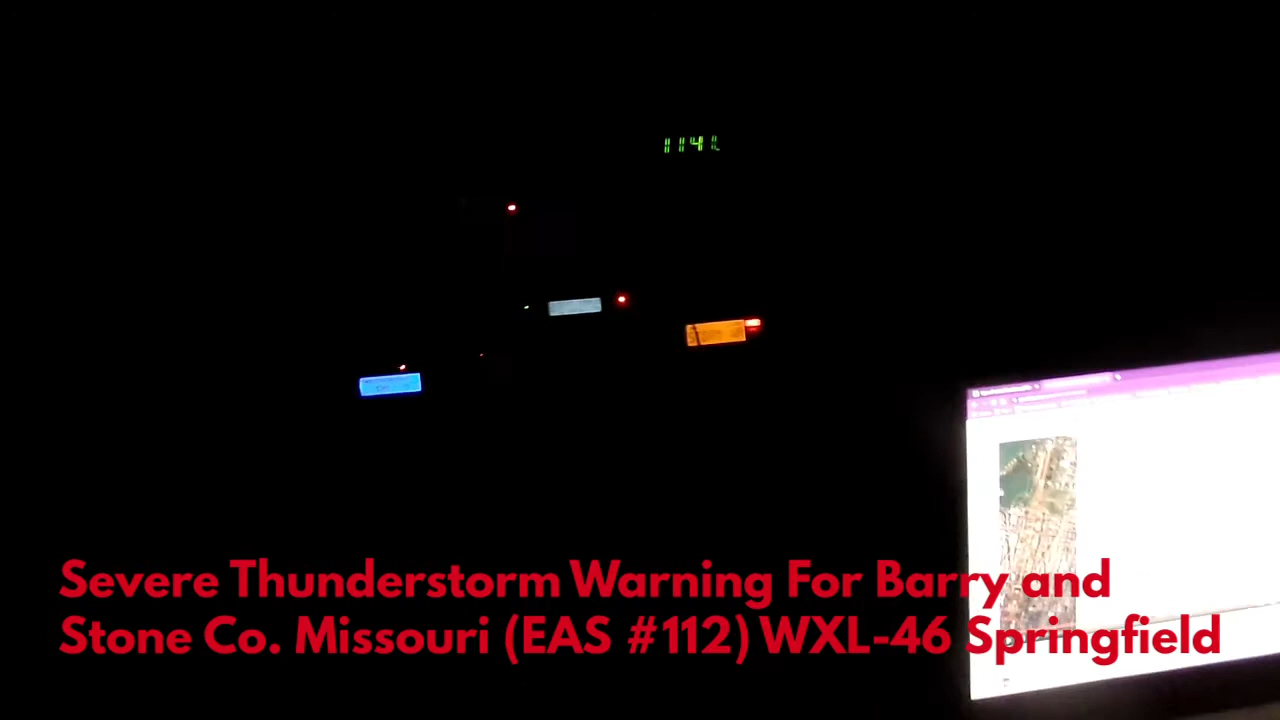 Severe Thunderstorm Warning For Barry and
Stone Co. Missouri (EAS #112) WXL-46 Springfield